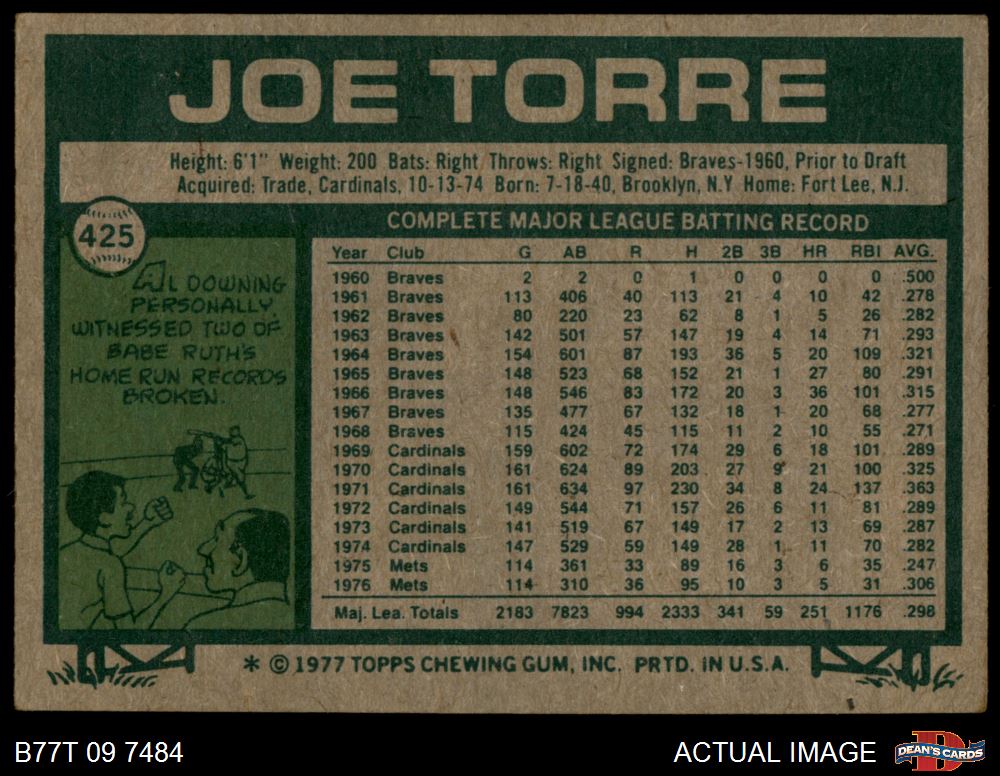 JOE TORRE
Height: 6'1" Weight: 200 Bats: Right Throws: Right Signed: Braves-1960, Prior to Draft
Acquired: Trade, Cardinals, 10-13-74 Born: 7-18-40, Brooklyn, N.Y Home: Fort Lee, N.J.
425
AL DOWNING
PERSONALLY
WITNESSED TWO OF
BABE RUTH'S
HOME RUN RECORDS
BROKEN.
COMPLETE MAJOR LEAGUE BATTING RECORD
Year Club G AB R H 2B 3B HR RBI AVG.
1960 Braves 2 2 0 1 0 0 0 0 .500
1961 Braves 113 406 40 113 21 4 10 42 .278
1962 Braves 80 220 23 62 8 1 5 26 .282
1963 Braves 142 501 57 147 19 4 14 71 .293
1964 Braves 154 601 87 193 36 5 20 109 .321
1965 Braves 148 523 68 152 21 1 27 80 .291
1966 Braves 148 546 83 172 20 3 36 101 .315
1967 Braves 135 477 67 132 18 1 20 68 .277
1968 Braves 115 424 45 115 11 2 10 55 .271
1969 Cardinals 159 602 72 174 29 6 18 101 .289
1970 Cardinals 161 624 89 203 27 9 21 100 .325
1971 Cardinals 161 634 97 230 34 8 24 137 .363
1972 Cardinals 149 544 71 157 26 6 11 81 .289
1973 Cardinals 141 519 67 149 17 2 13 69 .287
1974 Cardinals 147 529 59 149 28 1 11 70 .282
1975 Mets 114 361 33 89 16 3 6 35 .247
1976 Mets 114 310 36 95 10 3 5 31 .306
Maj. Lea. Totals 2183 7823 994 2333 341 59 251 1176 .298
* © 1977 TOPPS CHEWING GUM, INC. PRTD. IN U.S.A.
B77T 09 7484
ACTUAL IMAGE
DEAN'S CARDS